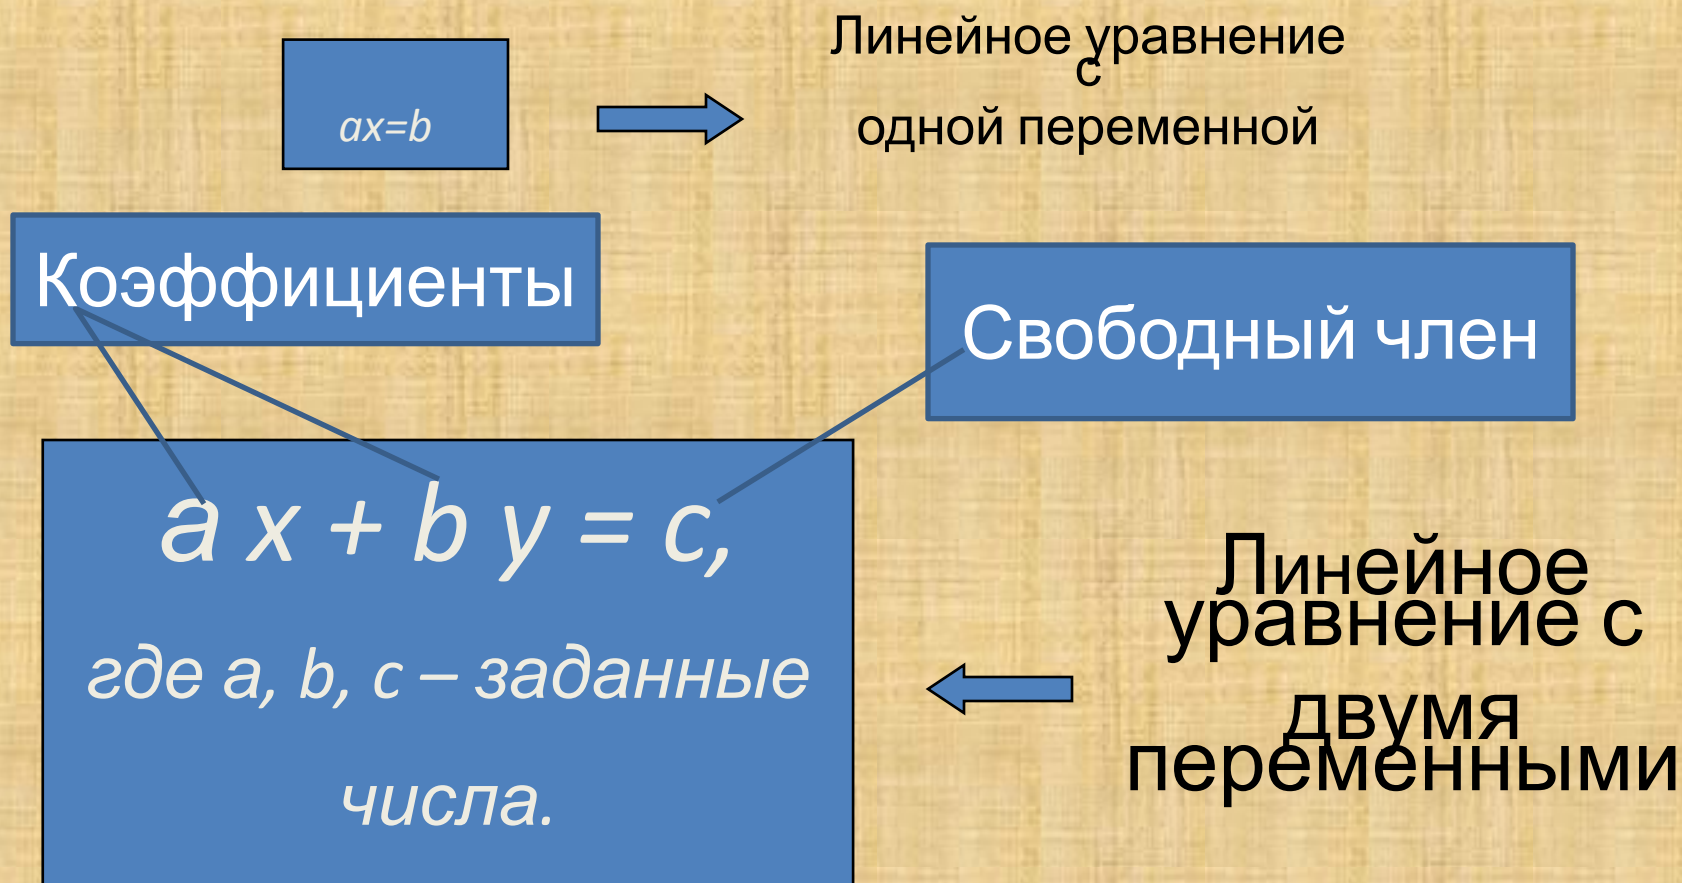 Линейное уравнение
с
одной переменной
ax=b
Коэффициенты
Свободный член
a x + b y = c,
где a, b, c – заданные
числа.
Линейное
уравнение с
двумя
переменными